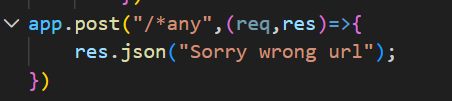 app.post("/*any",(req,res)=>{
    res.json("Sorry wrong url");
})